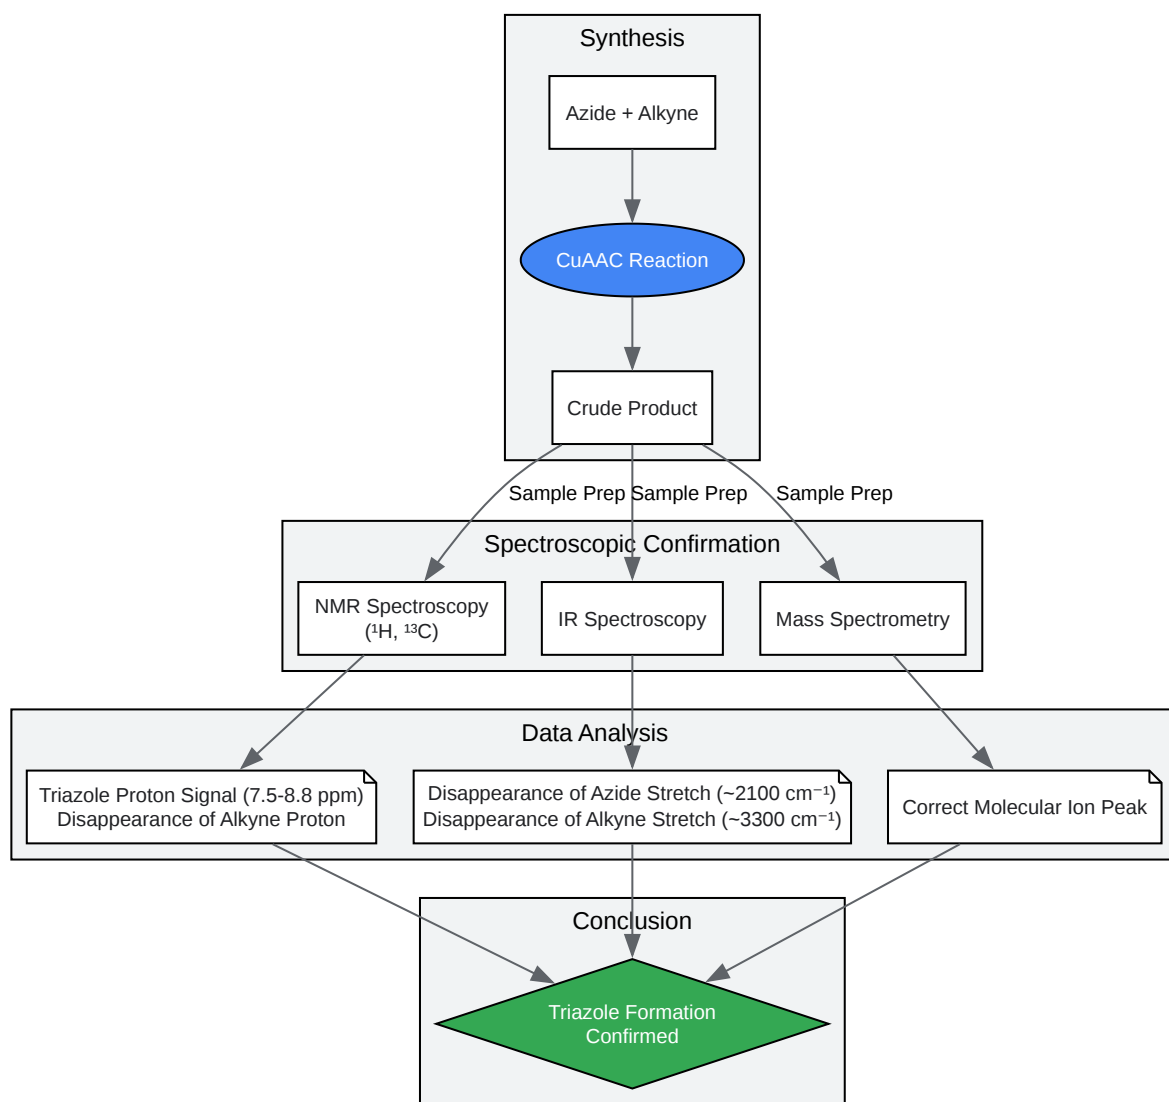 Synthesis
Azide + Alkyne
CuAAC Reaction
Crude Product
Sample Prep
Sample Prep
Sample Prep
Spectroscopic Confirmation
NMR Spectroscopy
(¹H, ¹³C)
IR Spectroscopy
Mass Spectrometry
Data Analysis
Triazole Proton Signal (7.5-8.8 ppm)
Disappearance of Alkyne Proton
Disappearance of Azide Stretch (~2100 cm⁻¹)
Disappearance of Alkyne Stretch (~3300 cm⁻¹)
Correct Molecular Ion Peak
Conclusion
Triazole Formation
Confirmed